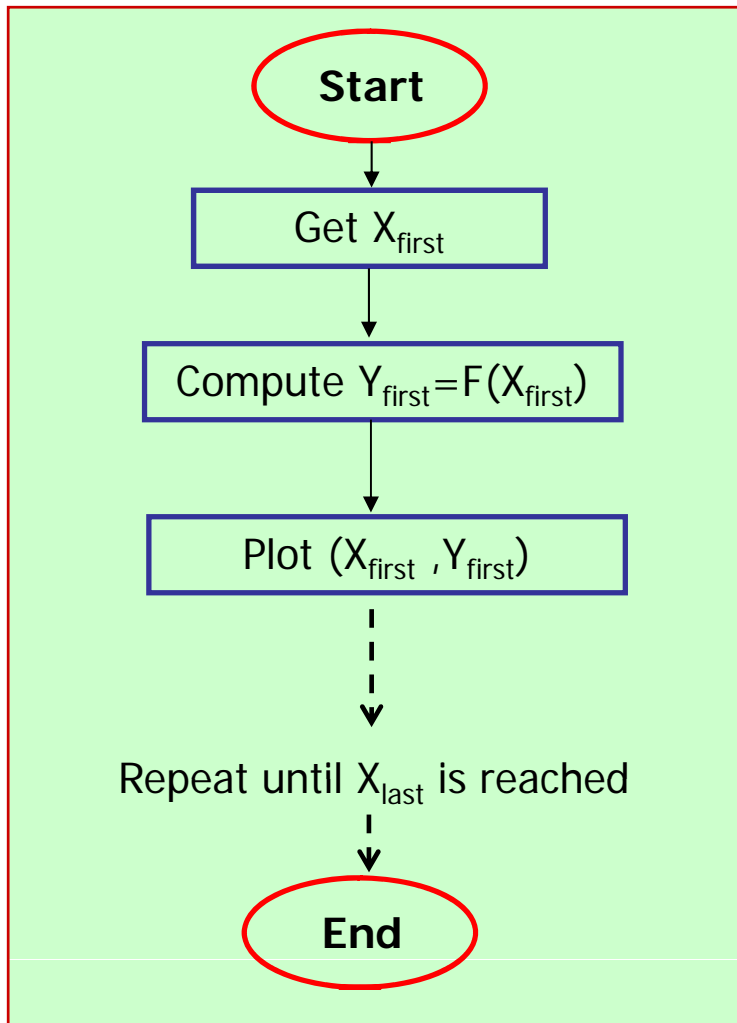 Start
Get X_first
Compute Y_first=F(X_first)
Plot (X_first ,Y_first)
Repeat until X_last is reached
End